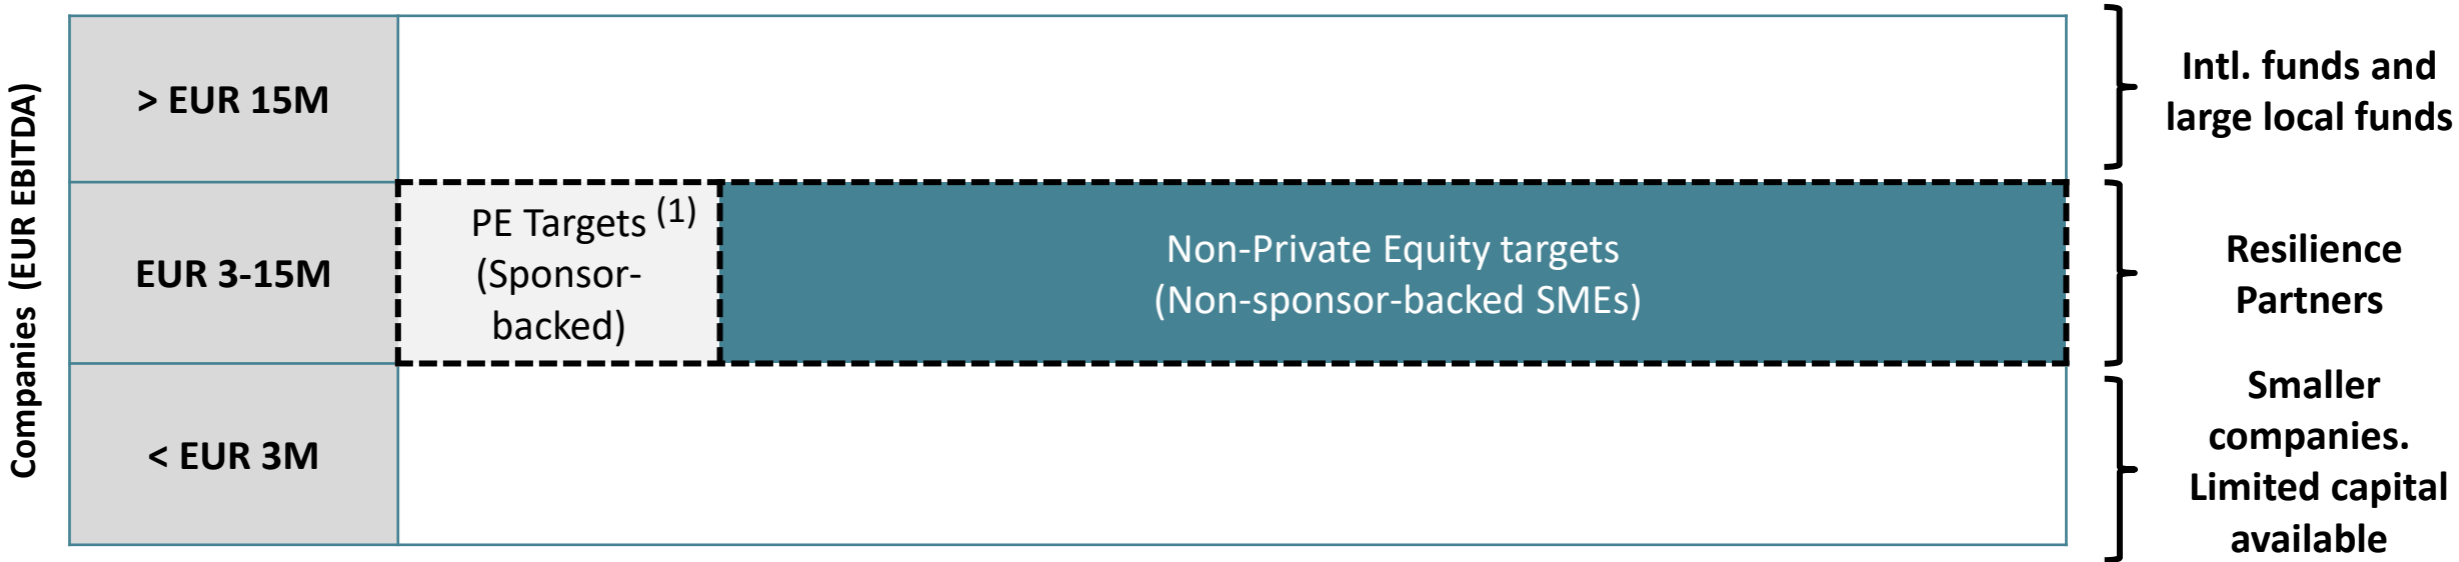 Companies (EUR EBITDA)
> EUR 15M
Intl. funds and
large local funds
EUR 3-15M
PE Targets (1)
(Sponsor-
backed)
Non-Private Equity targets
(Non-sponsor-backed SMEs)
Resilience
Partners
< EUR 3M
Smaller
companies.
Limited capital
available